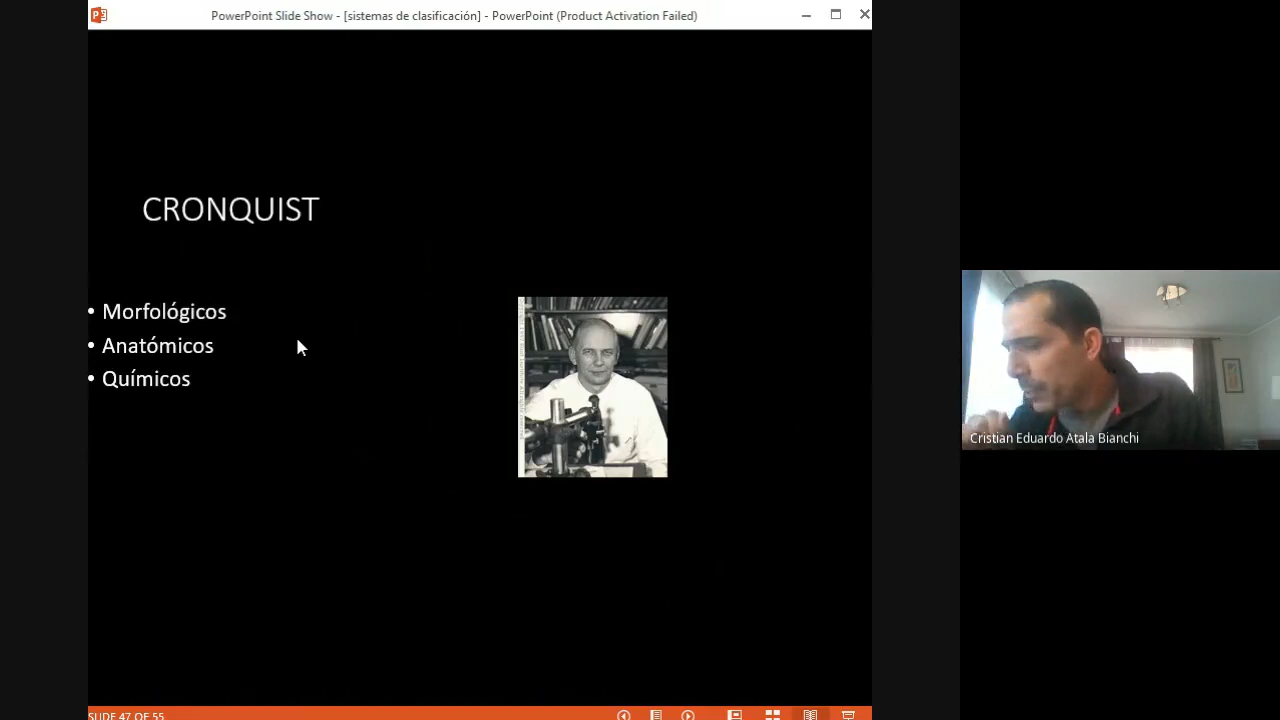 PowerPoint Slide Show - [sistemas de clasificación] - PowerPoint (Product Activation Failed)
CRONQUIST
• Morfológicos
• Anatómicos
• Químicos
Cristian Eduardo Atala Bianchi
SLIDE 47 OF 55